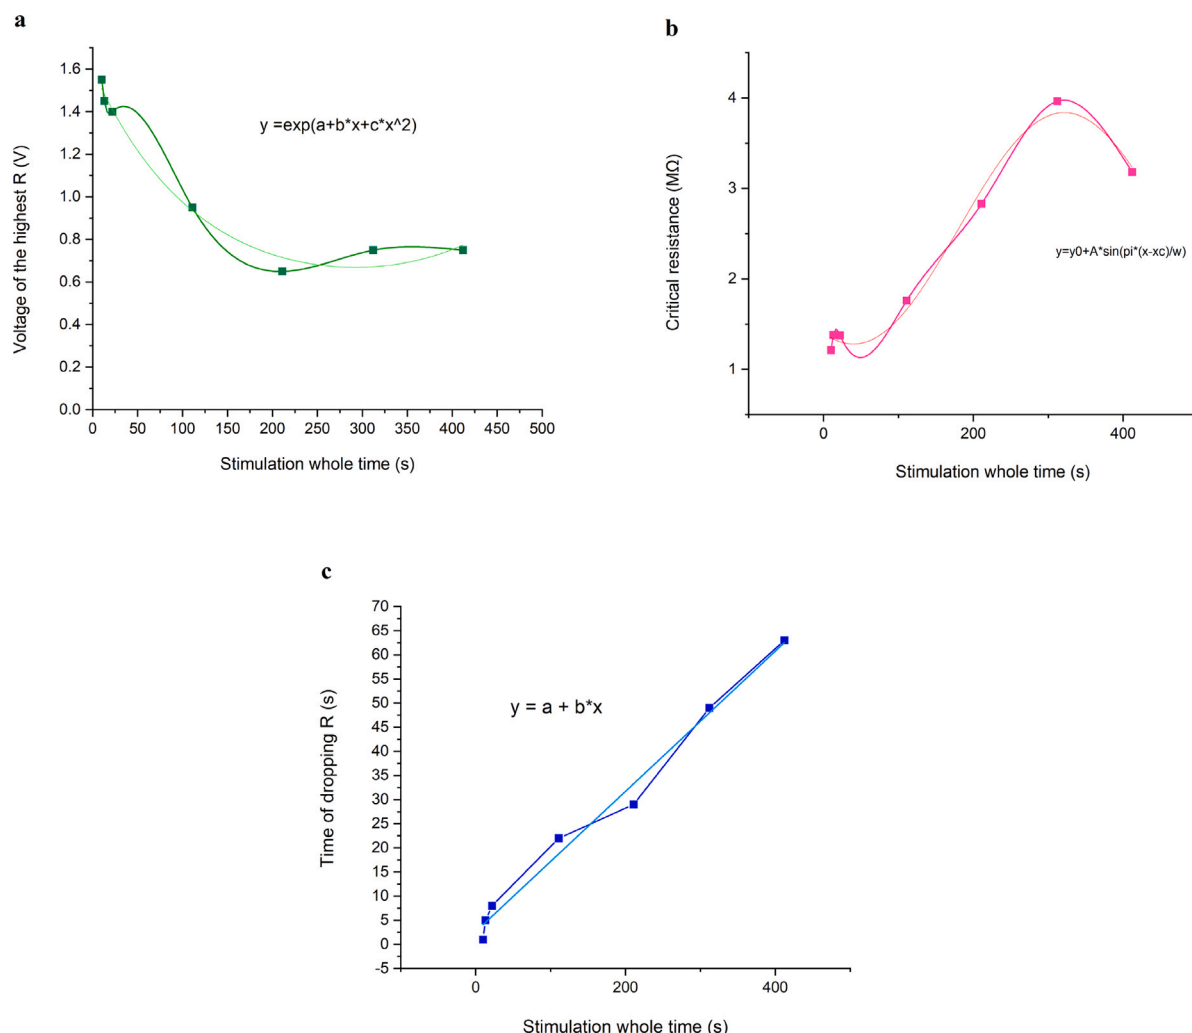 a
1.6
1.4
1.2
1.0
0.8
0.6
0.4
0.2
0.0
Voltage of the highest R (V)
y =exp(a+b*x+c*x^2)
0 50 100 150 200 250 300 350 400 450 500
Stimulation whole time (s)
b
4
3
2
1
Critical resistance (MΩ)
y=y0+A*sin(pi*(x-xc)/w)
0 200 400
Stimulation whole time (s)
c
70
65
60
55
50
45
40
35
30
25
20
15
10
5
0
-5
Time of dropping R (s)
y = a + b*x
0 200 400
Stimulation whole time (s)